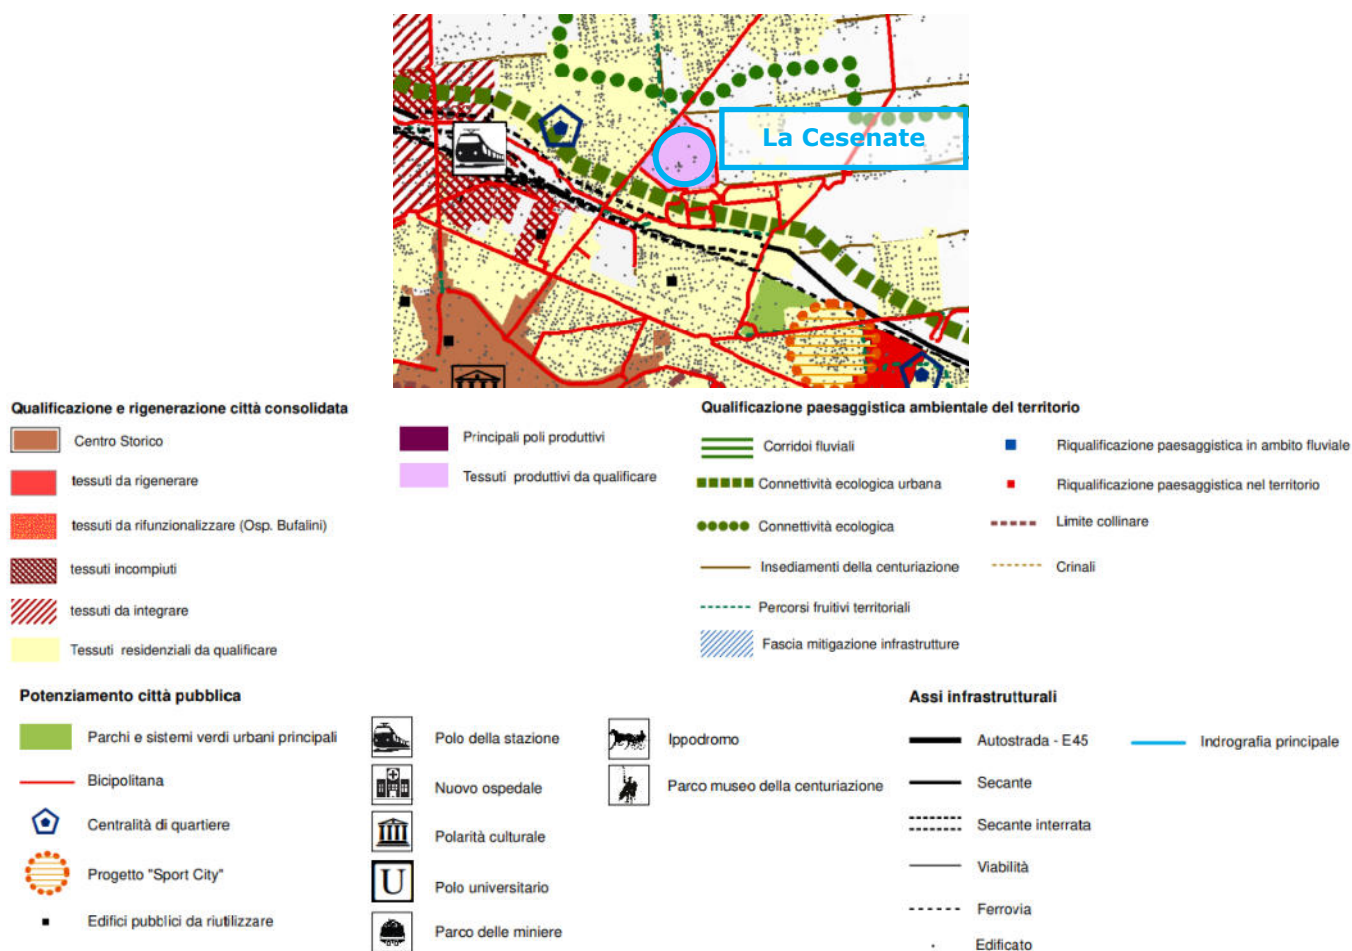 La Cesenate
Qualificazione e rigenerazione città consolidata
Centro Storico
tessuti da rigenerare
tessuti da rifunzionalizzare (Osp. Bufalini)
tessuti incompiuti
tessuti da integrare
Tessuti residenziali da qualificare
Principali poli produttivi
Tessuti produttivi da qualificare
Qualificazione paesaggistica ambientale del territorio
Corridoi fluviali
Connettività ecologica urbana
Connettività ecologica
Insediamenti della centuriazione
Percorsi fruitivi territoriali
Fascia mitigazione infrastrutture
Riqualificazione paesaggistica in ambito fluviale
Riqualificazione paesaggistica nel territorio
Limite collinare
Crinali
Potenziamento città pubblica
Parchi e sistemi verdi urbani principali
Bicipolitana
Centralità di quartiere
Progetto "Sport City"
Edifici pubblici da riutilizzare
Polo della stazione
Nuovo ospedale
Polarità culturale
U
Polo universitario
Parco delle miniere
Ippodromo
Parco museo della centuriazione
Assi infrastrutturali
Autostrada - E45
Secante
Secante interrata
Viabilità
Ferrovia
Edificato
Indrografia principale